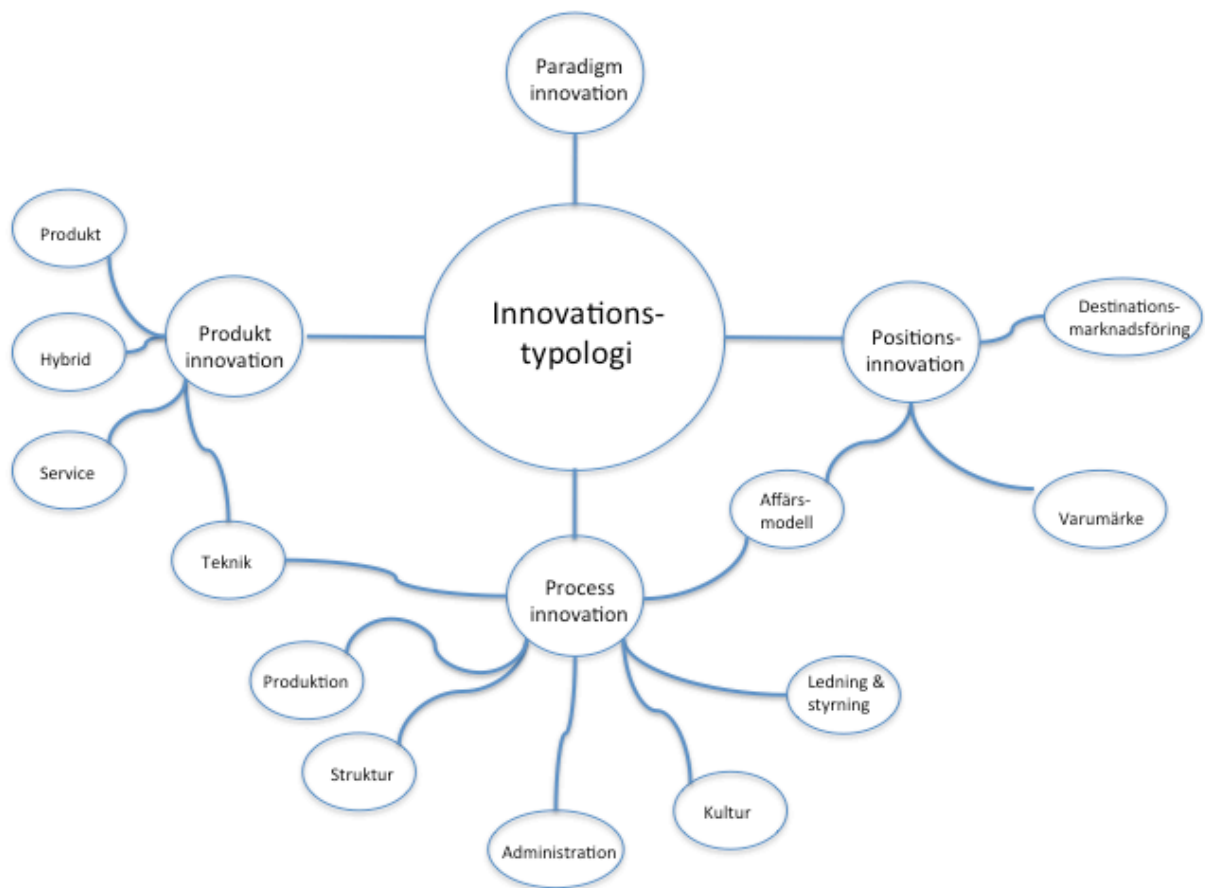 Paradigm
innovation
Produkt
Produkt
innovation
Hybrid
Service
Teknik
Innovations-
typologi
Positions-
innovation
Destinations-
marknadsföring
Affärs-
modell
Varumärke
Process
innovation
Produktion
Struktur
Administration
Kultur
Ledning &
styrning